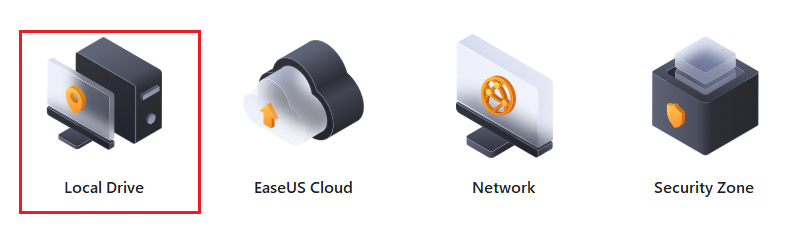 Local Drive
EaseUS Cloud
Network
Security Zone